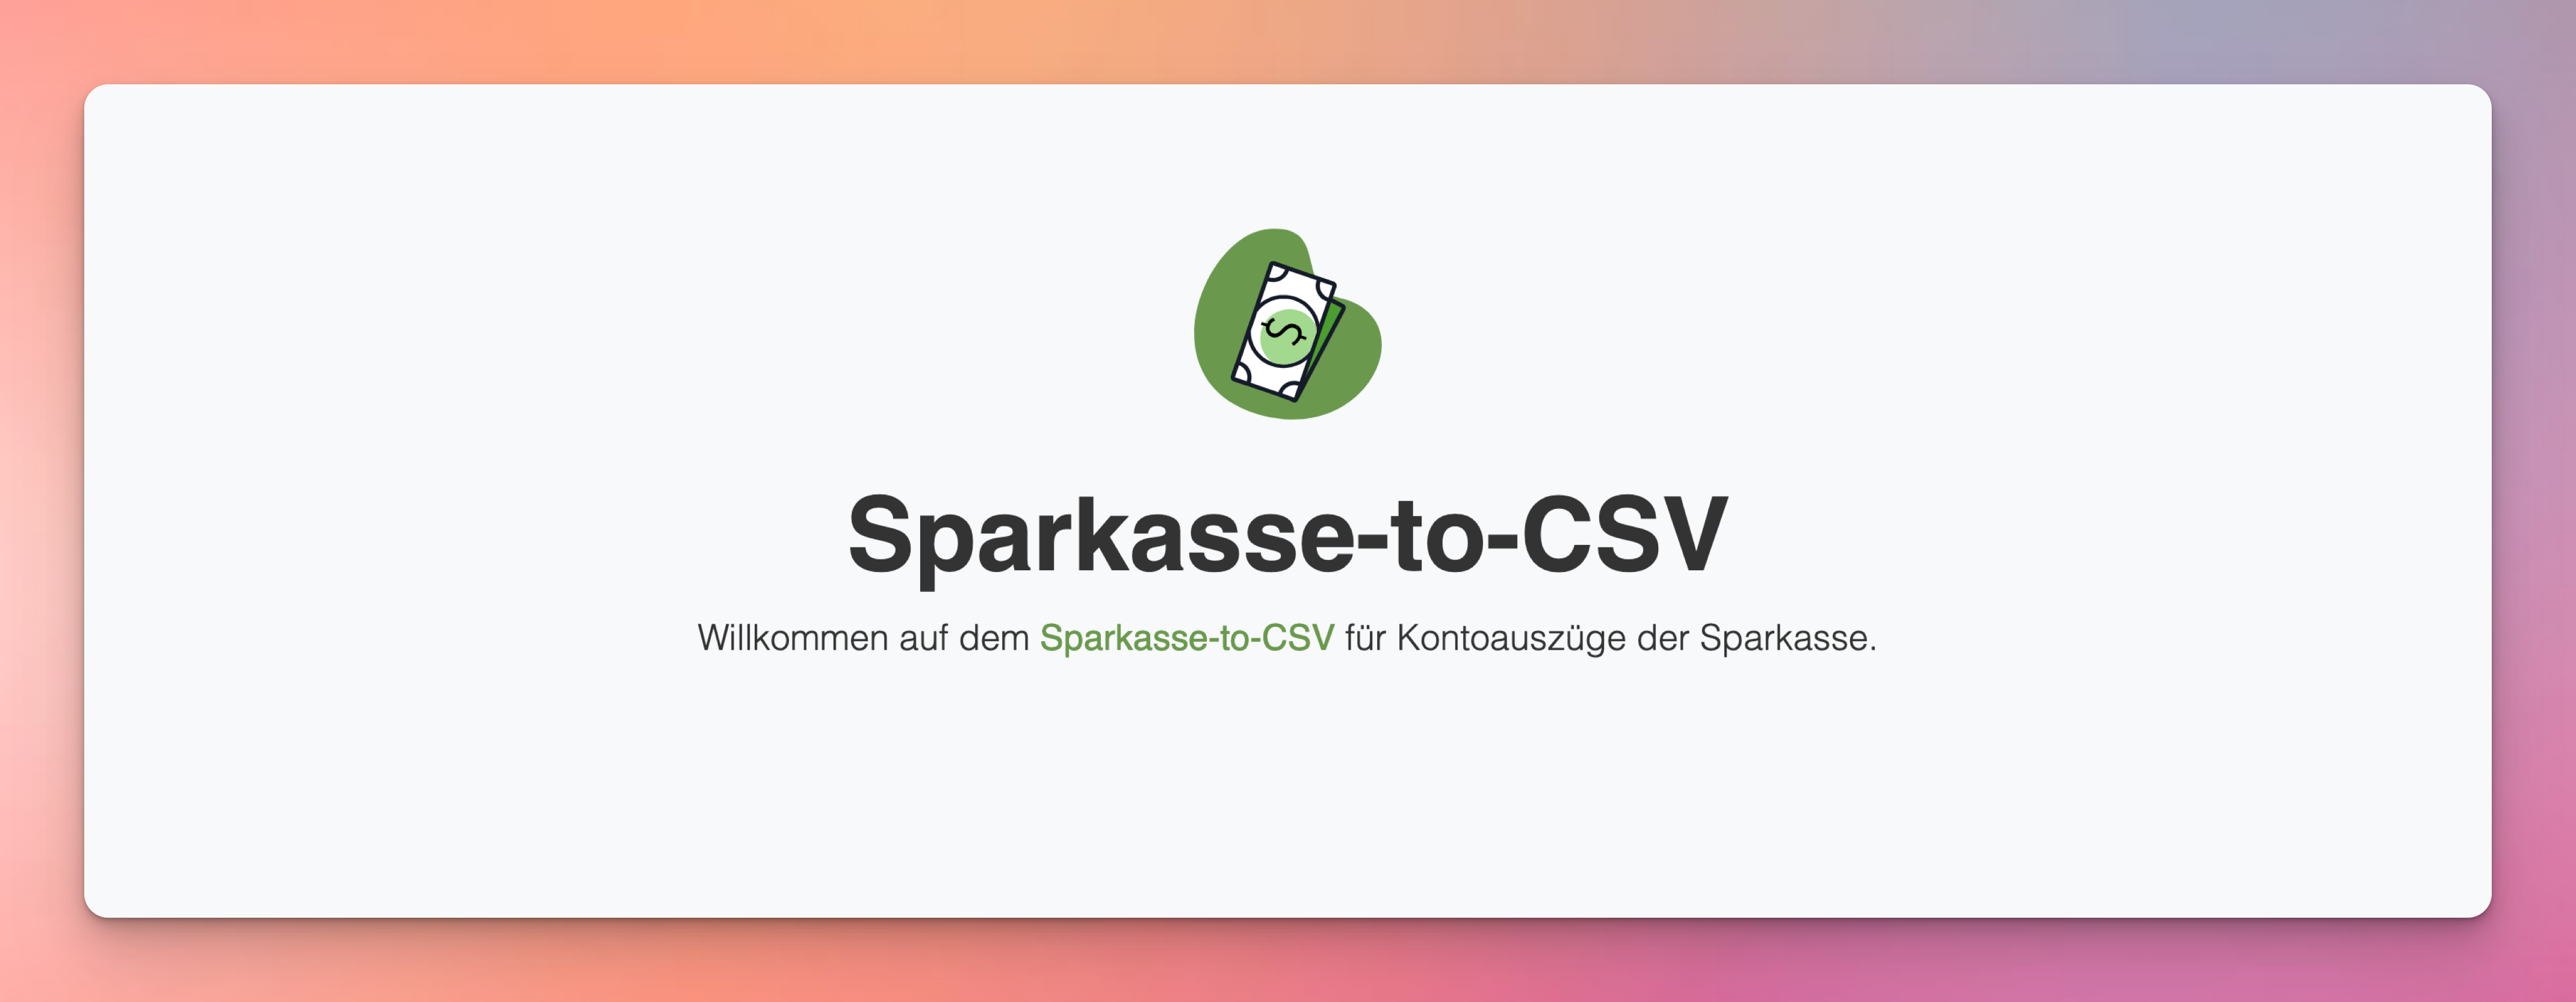 $
Sparkasse-to-CSV
Willkommen auf dem Sparkasse-to-CSV für Kontoauszüge der Sparkasse.